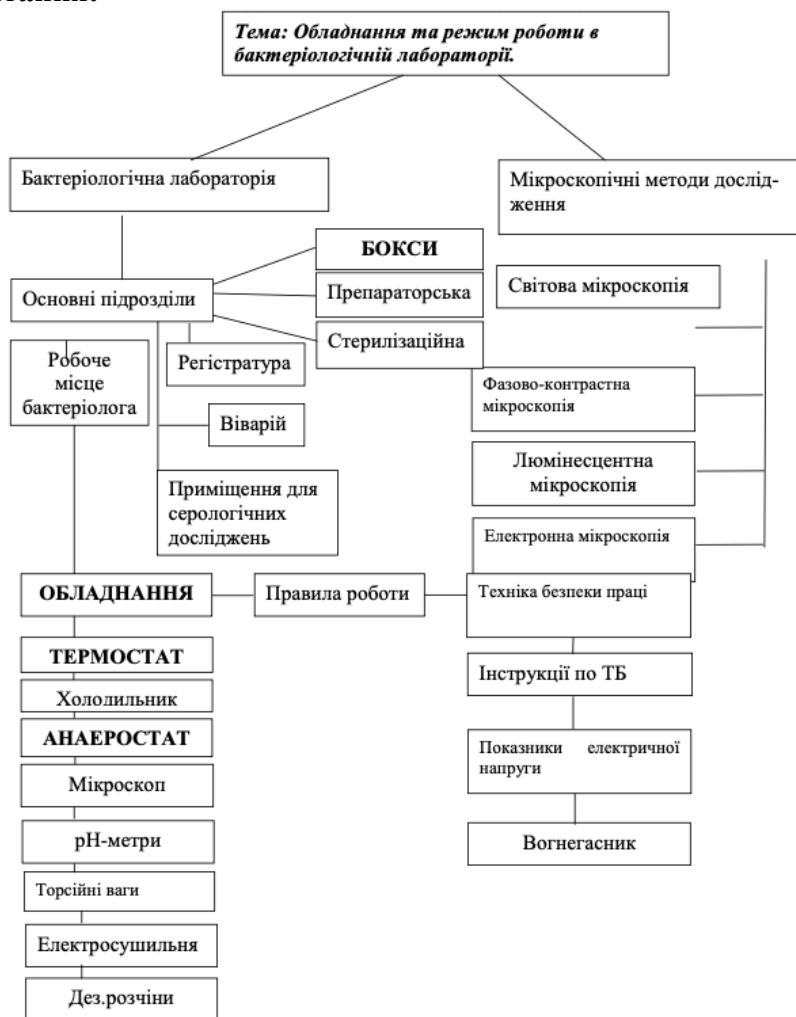 Тема: Обладнання та режим роботи в
бактеріологічній лабораторії.
Бактеріологічна лабораторія
Мікроскопічні методи дослід-
ження
БОКСИ
Основні підрозділи
Препараторська
Світова мікроскопія
Стерилізаційна
Робоче
місце
бактеріолога
Регістратура
Фазово-контрастна
мікроскопія
Віварій
Люмінесцентна
мікроскопія
Приміщення для
серологічних
досліджень
Електронна мікроскопія
ОБЛАДНАННЯ
Правила роботи
Техніка безпеки праці
ТЕРМОСТАТ
Інструкції по ТБ
Холодильник
АНАЕРОСТАТ
Показники електричної
напруги
Мікроскоп
рН-метри
Вогнегасник
Торсійні ваги
Електросушильня
Дез.розчіни